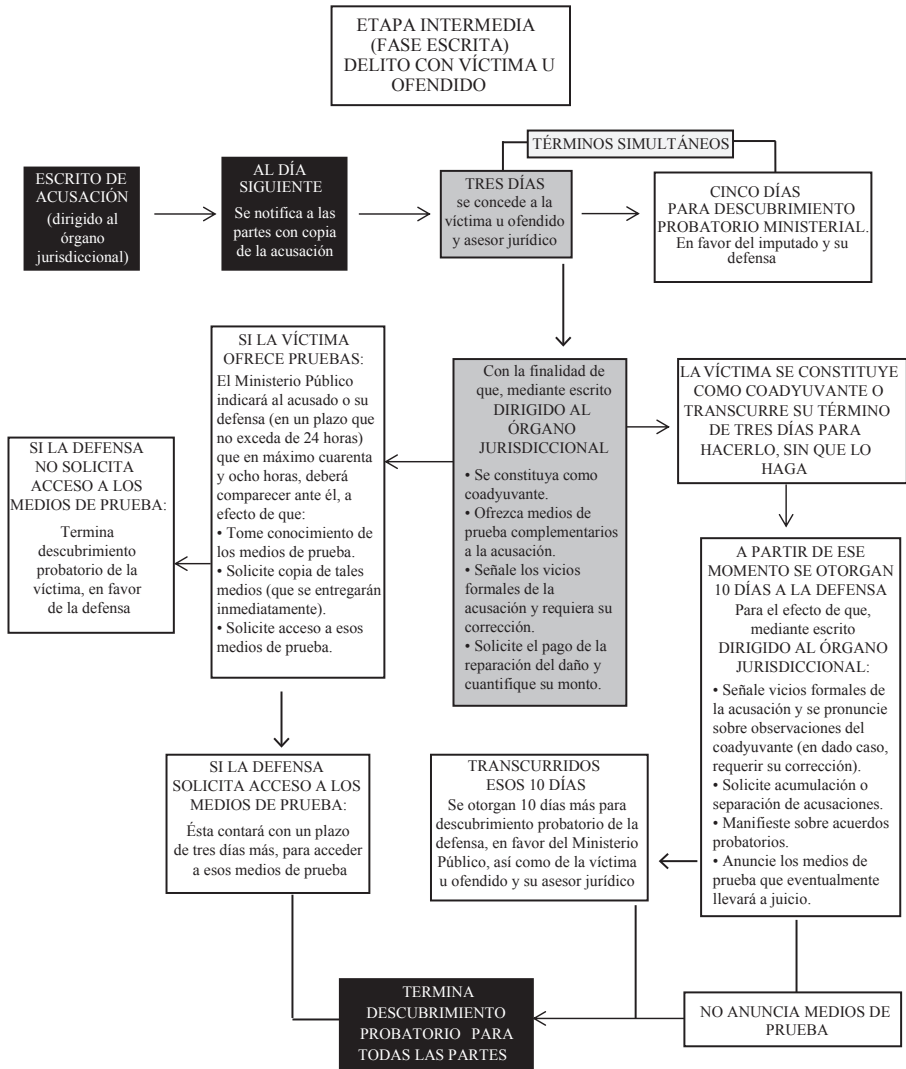 ETAPA INTERMEDIA
(FASE ESCRITA)
DELITO CON VÍCTIMA U
OFENDIDO
TÉRMINOS SIMULTÁNEOS
ESCRITO DE
ACUSACIÓN
(dirigido al
órgano
jurisdiccional)
AL DÍA
SIGUIENTE
Se notifica a las
partes con copia
de la acusación
TRES DÍAS
se concede a la
víctima u ofendido
y asesor jurídico
CINCO DÍAS
PARA DESCUBRIMIENTO
PROBATORIO MINISTERIAL.
En favor del imputado y su
defensa
SI LA VÍCTIMA
OFRECE PRUEBAS:
El Ministerio Público
indicará al acusado o su
defensa (en un plazo que
no exceda de 24 horas)
que en máximo cuarenta
y ocho horas, deberá
comparecer ante él, a
efecto de que:
• Tome conocimiento de
los medios de prueba.
• Solicite copia de tales
medios (que se entregarán
inmediatamente).
• Solicite acceso a esos
medios de prueba.
Con la finalidad
de que, mediante escrito
DIRIGIDO AL
ÓRGANO
JURISDICCIONAL
• Se constituya como
coadyuvante.
• Ofrezca medios de
prueba complementarios
a la acusación.
• Señale los vicios
formales de la
acusación y requiera su
corrección.
• Solicite el pago de la
reparación del daño y
cuantifique su monto.
LA VÍCTIMA SE CONSTITUYE
COMO COADYUVANTE O
TRANSCURRE SU TÉRMINO
DE TRES DÍAS PARA
HACERLO, SIN QUE LO
HAGA
SI LA DEFENSA
NO SOLICITA
ACCESO A LOS
MEDIOS DE PRUEBA:
Termina
descubrimiento
probatorio de la
víctima, en favor
de la defensa
A PARTIR DE ESE
MOMENTO SE OTORGAN
10 DÍAS A LA DEFENSA
Para el efecto de que,
mediante escrito
DIRIGIDO AL ÓRGANO
JURISDICCIONAL:
• Señale vicios formales de
la acusación y se pronuncie
sobre observaciones del
coadyuvante (en dado caso,
requerir su corrección).
• Solicite acumulación o
separación de acusaciones.
• Manifieste sobre acuerdos
probatorios.
• Anuncie los medios de
prueba que eventualmente
llevará a juicio.
SI LA DEFENSA
SOLICITA ACCESO A LOS
MEDIOS DE PRUEBA:
Ésta contará con un plazo
de tres días más, para acceder
a esos medios de prueba
TRANSCURRIDOS
ESOS 10 DÍAS
Se otorgan 10 días más para
descubrimiento probatorio de la
defensa, en favor del Ministerio
Público, así como de la víctima
u ofendido y su asesor jurídico
TERMINA
DESCUBRIMIENTO
PROBATORIO PARA
TODAS LAS PARTES
NO ANUNCIA MEDIOS DE
PRUEBA